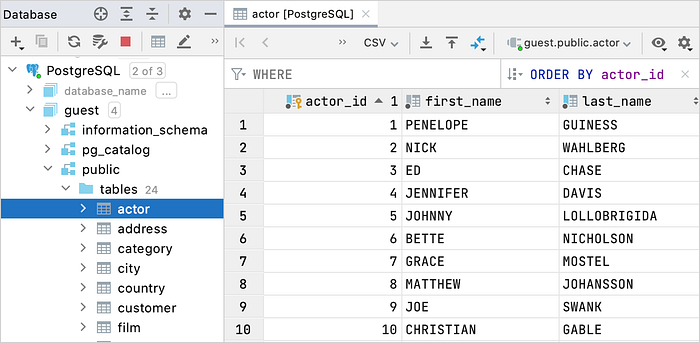 Database
actor [PostgreSQL]
CSV
guest.public.actor
PostgreSQL 2 of 3
database_name ...
guest 4
information_schema
pg_catalog
public
tables 24
actor
address
category
city
country
customer
film
WHERE
ORDER BY actor_id
actor_id 1 first_name last_name
1 1 PENELOPE GUINESS
2 2 NICK WAHLBERG
3 3 ED CHASE
4 4 JENNIFER DAVIS
5 5 JOHNNY LOLLOBRIGIDA
6 6 BETTE NICHOLSON
7 7 GRACE MOSTEL
8 8 MATTHEW JOHANSSON
9 9 JOE SWANK
10 10 CHRISTIAN GABLE